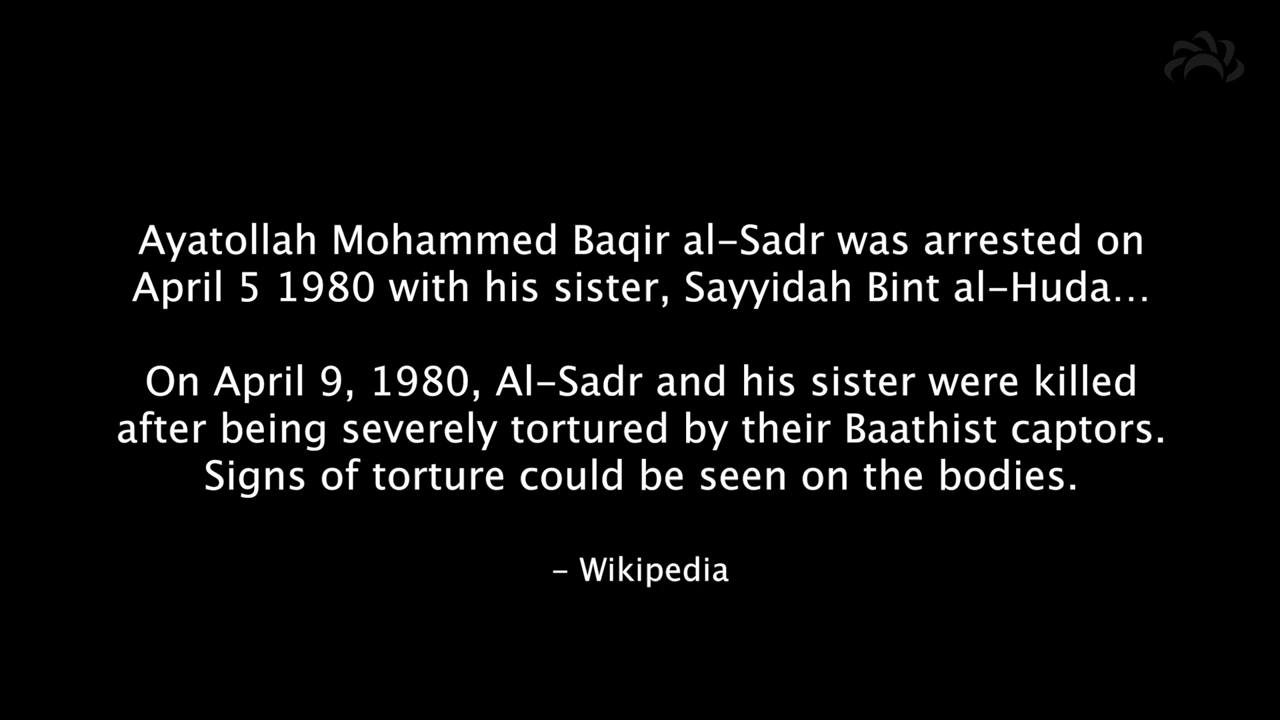 Ayatollah Mohammed Baqir al-Sadr was arrested on
April 5 1980 with his sister, Sayyidah Bint al-Huda...
On April 9, 1980, Al-Sadr and his sister were killed
after being severely tortured by their Baathist captors.
Signs of torture could be seen on the bodies.
- Wikipedia